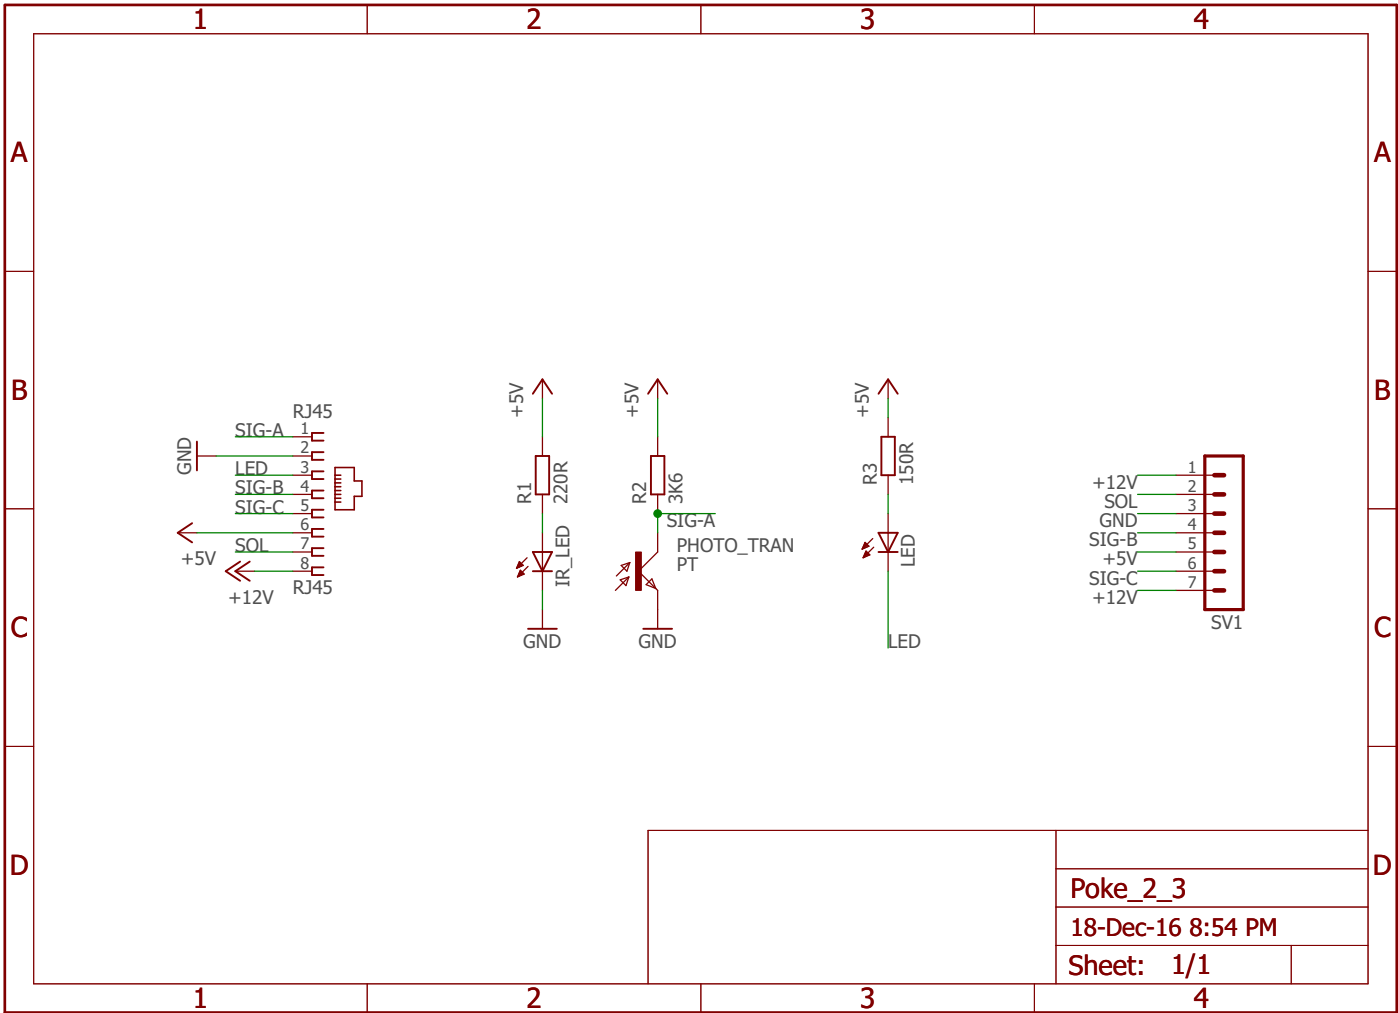 1 2 3 4
A A
B B
C C
D D
RJ45
SIG-A 1
GND 2
LED 3
SIG-B 4
SIG-C 5
+5V 6
SOL 7
+12V 8
RJ45
+5V
R1
220R
IR_LED
GND
+5V
R2
3K6
SIG-A
PHOTO_TRAN
PT
GND
+5V
R3
150R
LED
LED
+12V 1
SOL 2
GND 3
SIG-B 4
+5V 5
SIG-C 6
+12V 7
SV1
Poke_2_3
18-Dec-16 8:54 PM
Sheet: 1/1
1 2 3 4